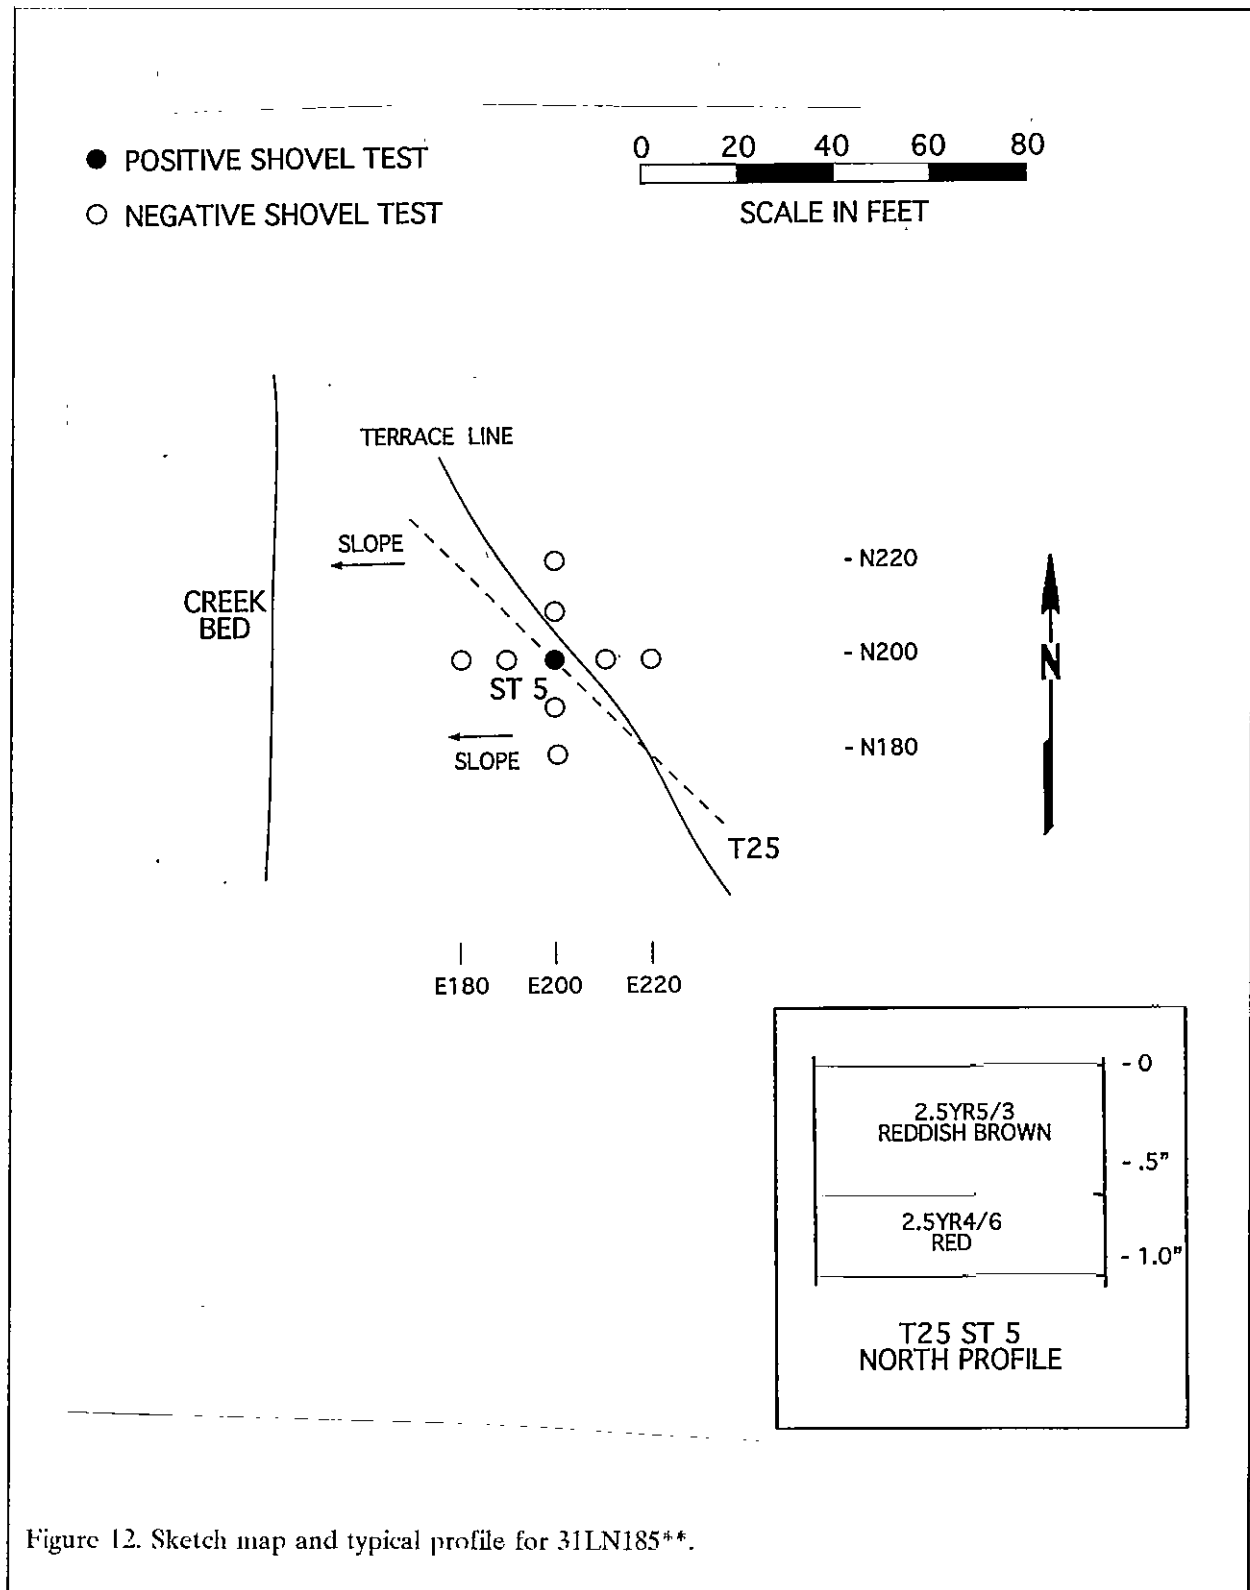 POSITIVE SHOVEL TEST
NEGATIVE SHOVEL TEST
0 20 40 60 80
SCALE IN FEET
TERRACE LINE
SLOPE
CREEK
BED
ST 5
SLOPE
T25
- N220
- N200
- N180
N
E180 E200 E220
- 0
2.5YR5/3
REDDISH BROWN
- .5"
2.5YR4/6
RED
- 1.0"
T25 ST 5
NORTH PROFILE
Figure 12. Sketch map and typical profile for 31LN185**.